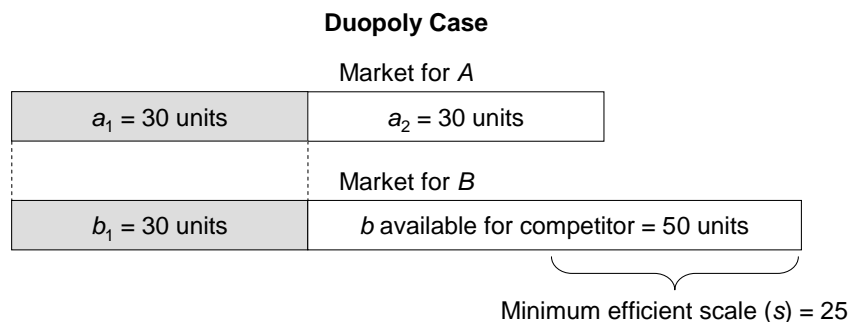 Duopoly Case
Market for A
a₁ = 30 units a₂ = 30 units
Market for B
b₁ = 30 units b available for competitor = 50 units
Minimum efficient scale (s) = 25